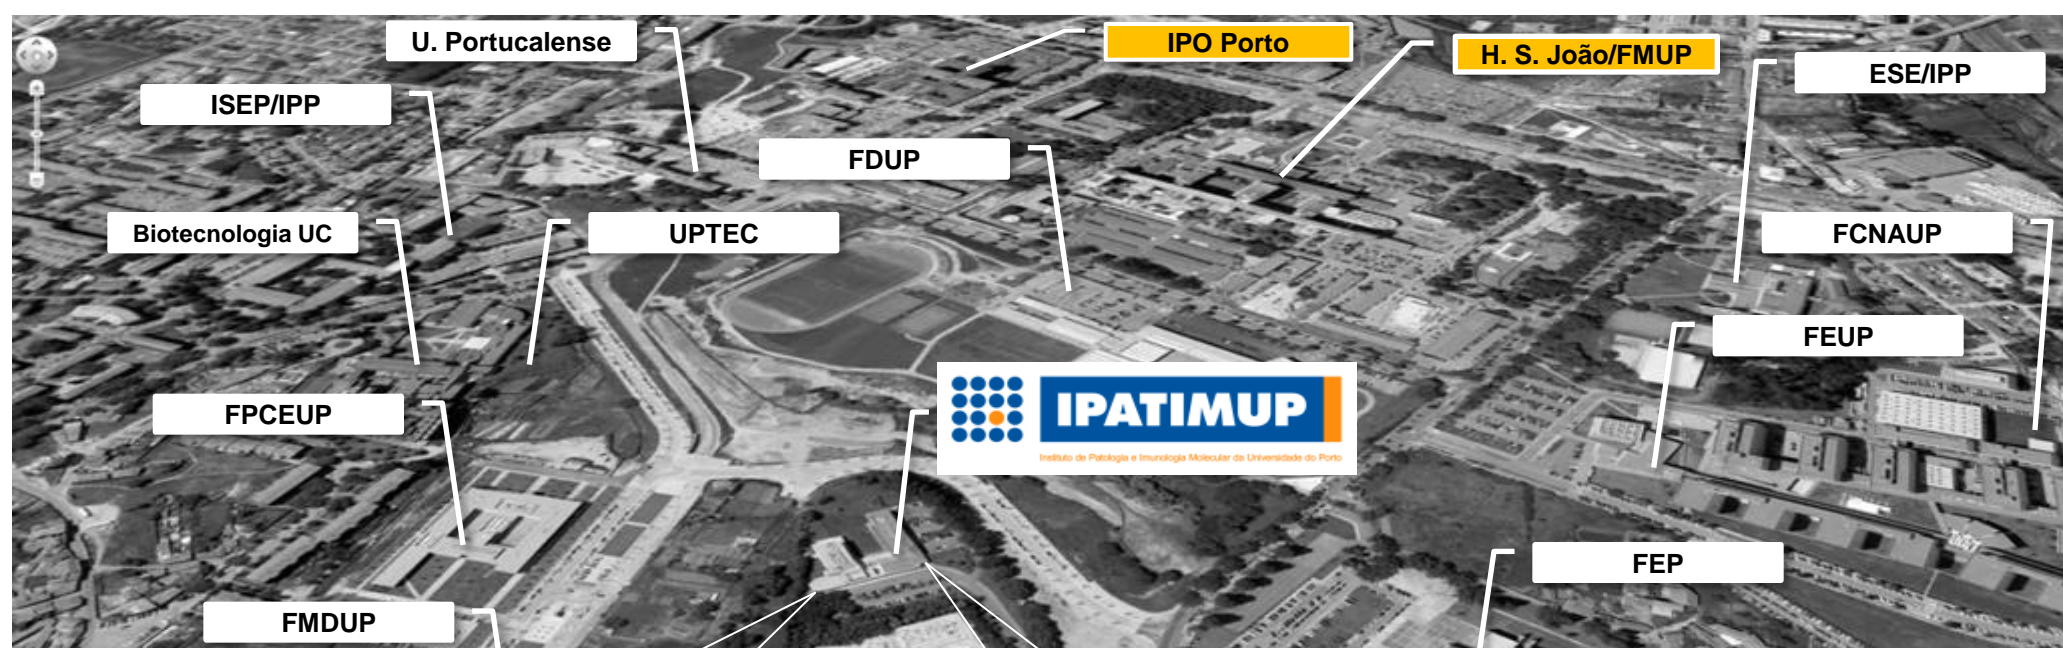 U. Portucalense
IPO Porto
H. S. João/FMUP
ESE/IPP
ISEP/IPP
FDUP
Biotecnologia UC
UPTEC
FCNAUP
FEUP
FPCEUP
IPATIMUP
Instituto de Patologia e Imunologia Molecular da Universidade do Porto
FEP
FMDUP